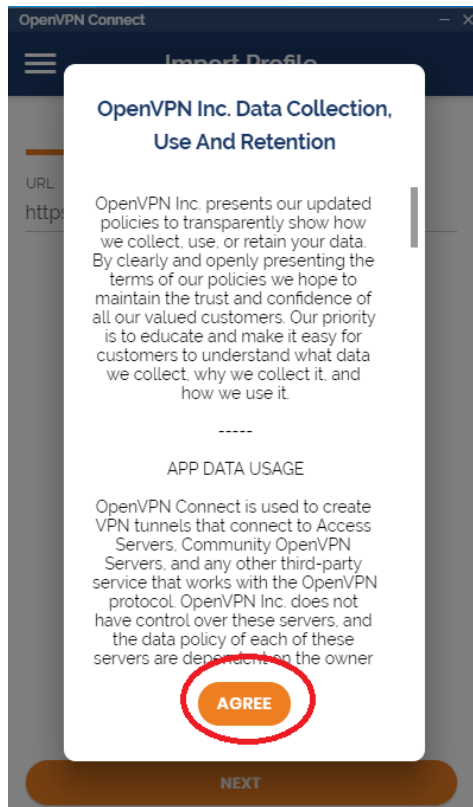 OpenVPN Connect
Import Profile
OpenVPN Inc. Data Collection,
Use And Retention
URL
https
OpenVPN Inc. presents our updated
policies to transparently show how
we collect, use, or retain your data.
By clearly and openly presenting the
terms of our policies we hope to
maintain the trust and confidence of
all our valued customers. Our priority
is to educate and make it easy for
customers to understand what data
we collect, why we collect it, and
how we use it.
-----
APP DATA USAGE
OpenVPN Connect is used to create
VPN tunnels that connect to Access
Servers, Community OpenVPN
Servers, and any other third-party
service that works with the OpenVPN
protocol. OpenVPN Inc. does not
have control over these servers, and
the data policy of each of these
servers are dependent on the owner
AGREE
NEXT